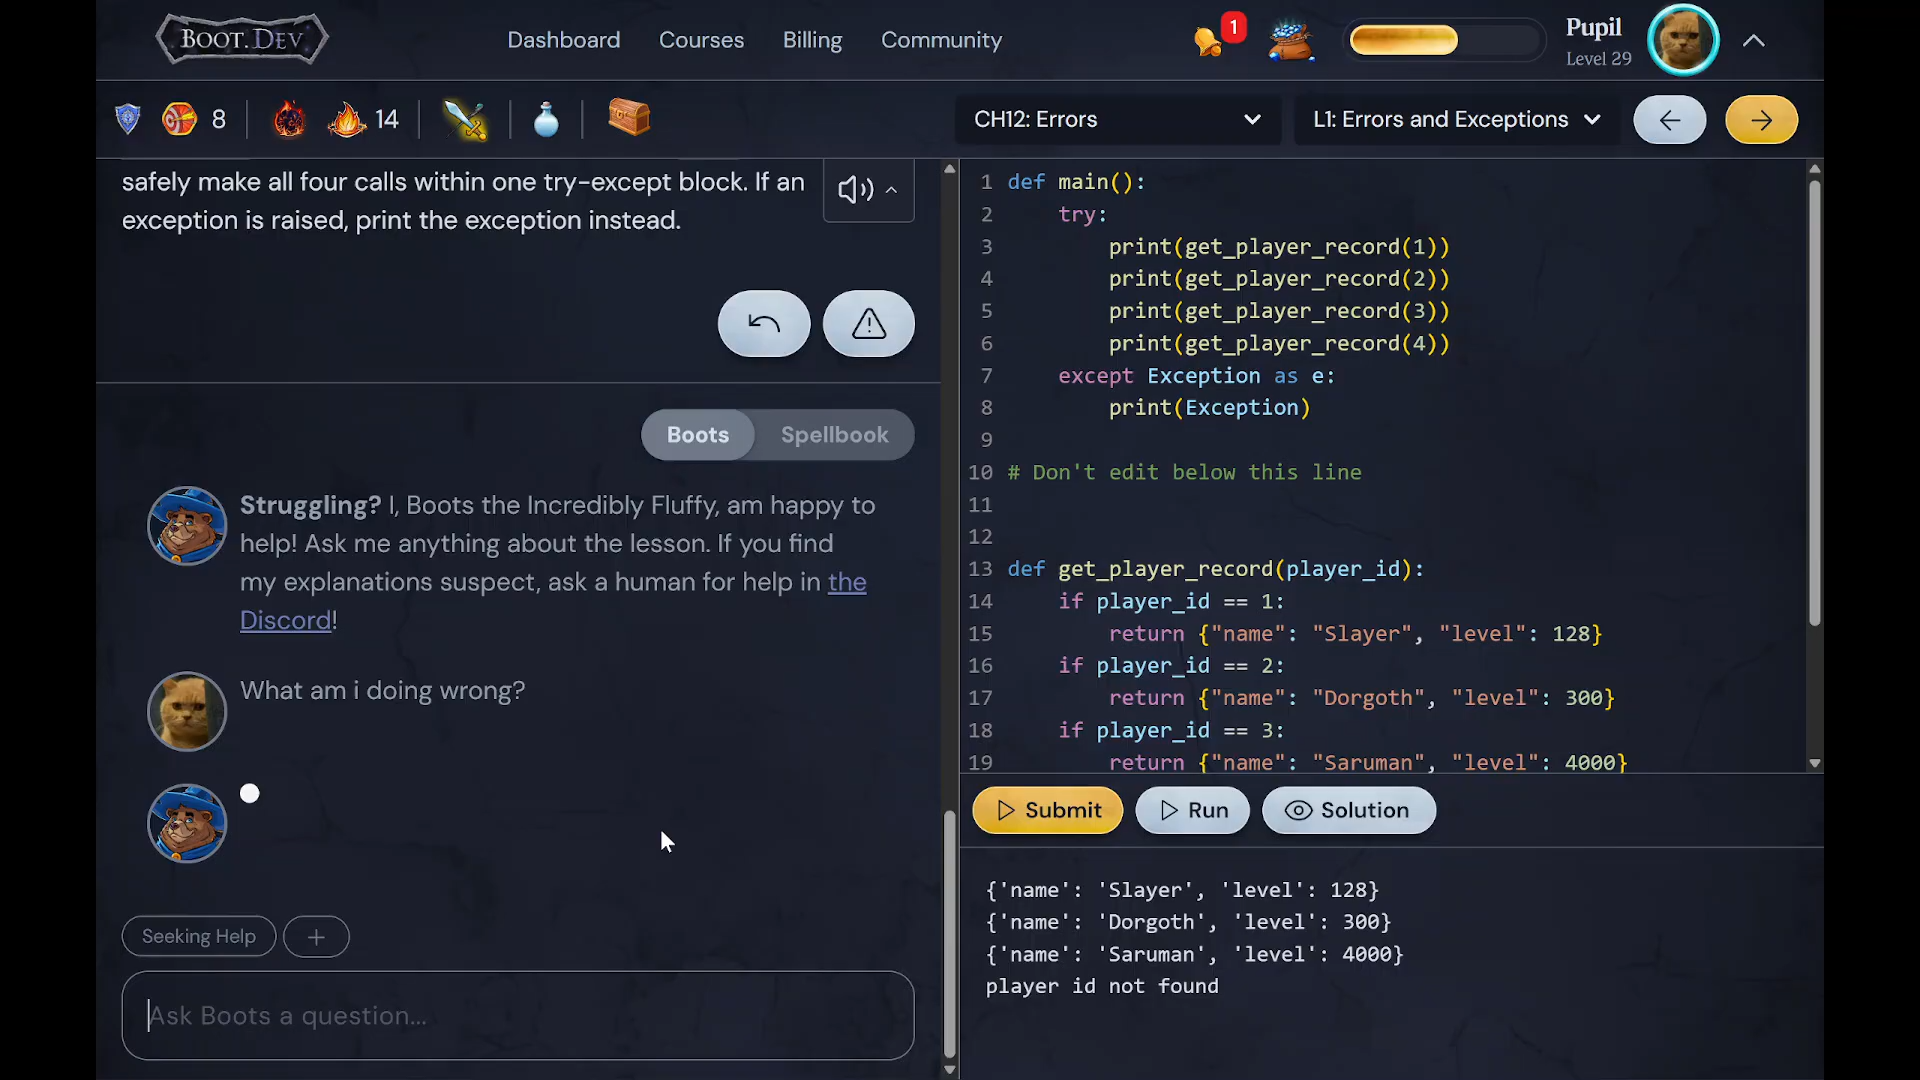 BOOT.DEV
Dashboard
Courses
Billing
Community
1
Pupil
Level 29
8
14
CH12: Errors
L1: Errors and Exceptions
safely make all four calls within one try-except block. If an
exception is raised, print the exception instead.
Boots
Spellbook
Struggling? I, Boots the Incredibly Fluffy, am happy to
help! Ask me anything about the lesson. If you find
my explanations suspect, ask a human for help in the
Discord!
What am i doing wrong?
Seeking Help
+
Ask Boots a question...
1 def main():
2     try:
3         print(get_player_record(1))
4         print(get_player_record(2))
5         print(get_player_record(3))
6         print(get_player_record(4))
7     except Exception as e:
8         print(Exception)
9
10 # Don't edit below this line
11
12
13 def get_player_record(player_id):
14     if player_id == 1:
15         return {"name": "Slayer", "level": 128}
16     if player_id == 2:
17         return {"name": "Dorgoth", "level": 300}
18     if player_id == 3:
19         return {"name": "Saruman", "level": 4000}
Submit
Run
Solution
{'name': 'Slayer', 'level': 128}
{'name': 'Dorgoth', 'level': 300}
{'name': 'Saruman', 'level': 4000}
player id not found